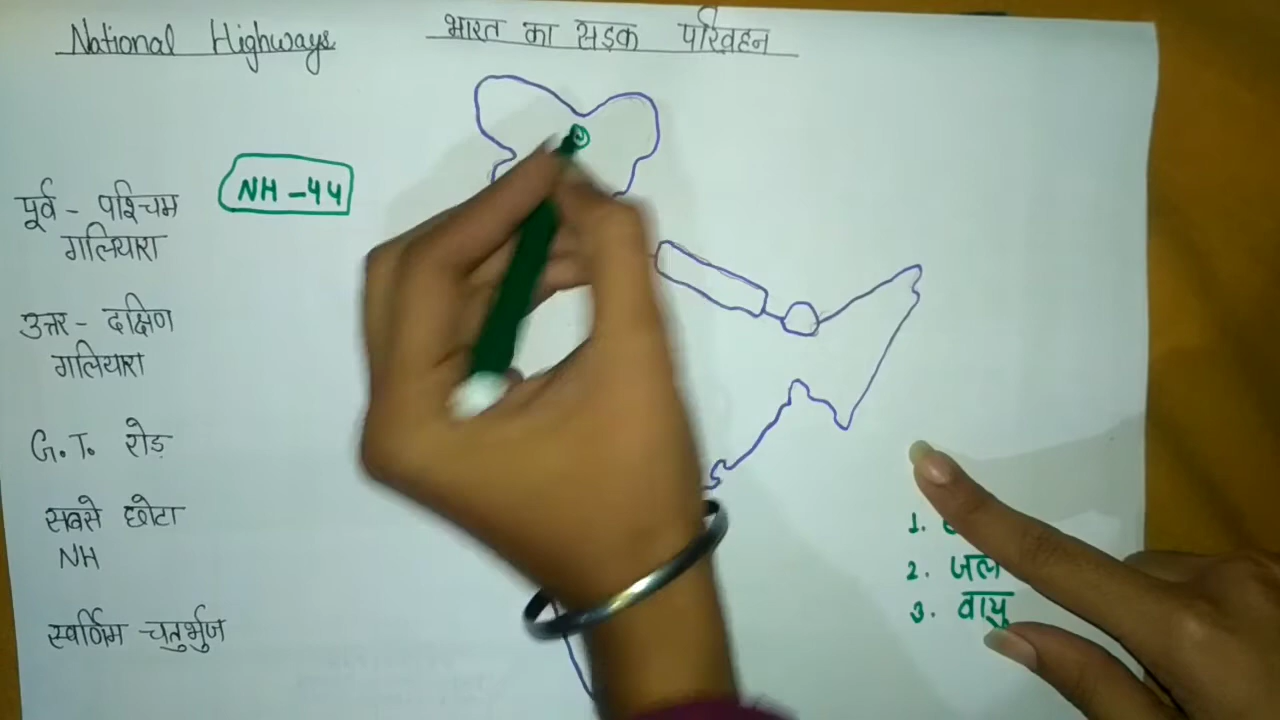 National Highways
भारत का सड़क परिवहन
पूर्व - पश्चिम
गलियारा
NH - 44
उत्तर - दक्षिण
गलियारा
G.T. रोड़
सबसे छोटा
NH
स्वर्णिम चतुर्भुज
1.
2. जल
3. वायु